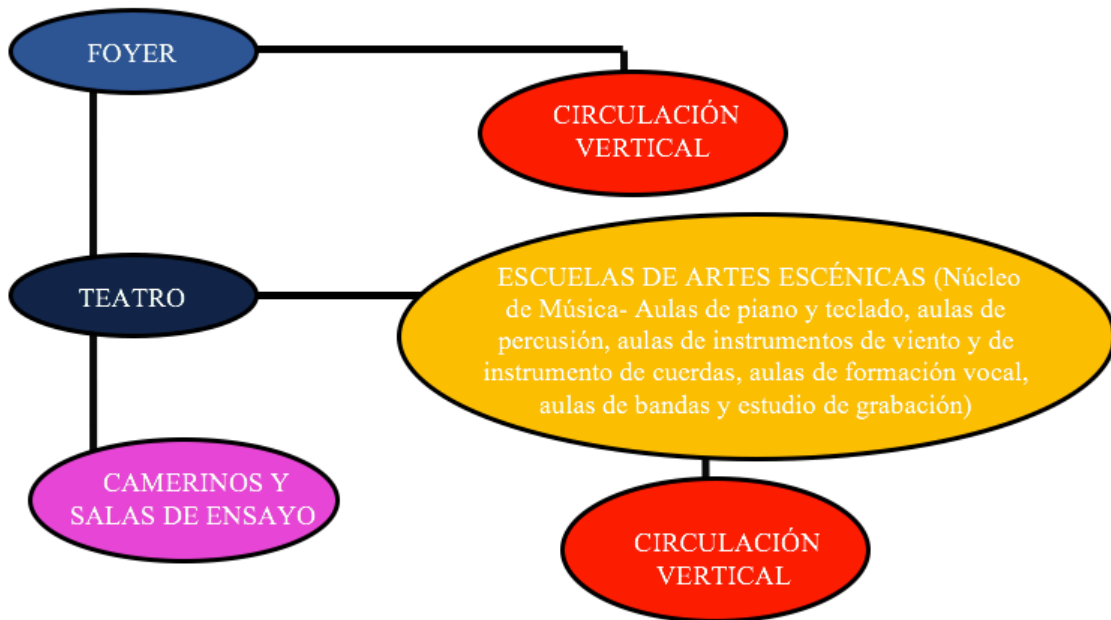 FOYER
CIRCULACIÓN
VERTICAL
TEATRO
ESCUELAS DE ARTES ESCÉNICAS (Núcleo
de Música- Aulas de piano y teclado, aulas de
percusión, aulas de instrumentos de viento y de
instrumento de cuerdas, aulas de formación vocal,
aulas de bandas y estudio de grabación)
CAMERINOS Y
SALAS DE ENSAYO
CIRCULACIÓN
VERTICAL